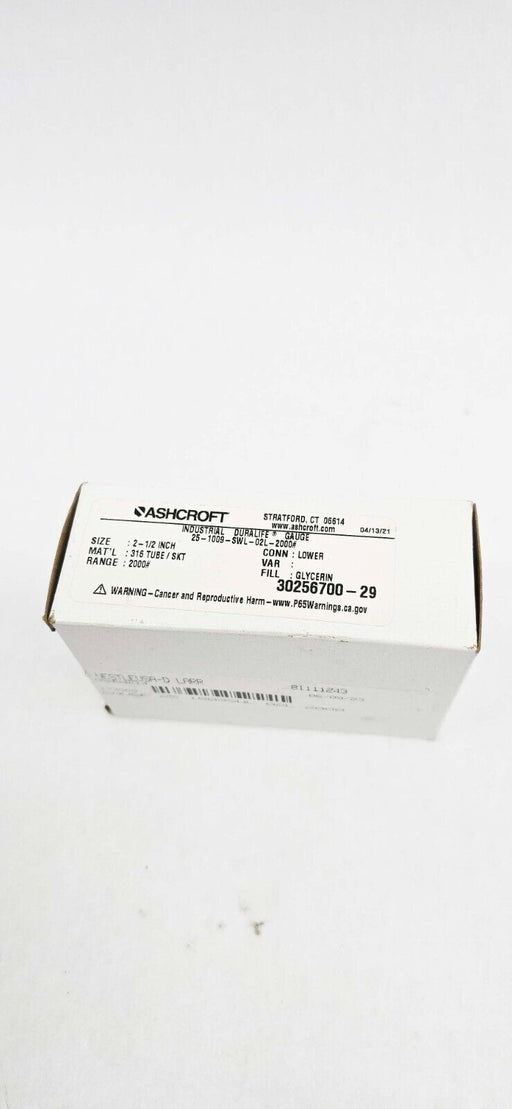 ASHCROFT STRATFORD, CT 06614
www.ashcroft.com 04/13/21
INDUSTRIAL DURALIFE® GAUGE
25-1009-SWL-02L-2000#
SIZE : 2-1/2 INCH CONN : LOWER
MAT'L : 316 TUBE / SKT VAR :
RANGE : 2000# FILL : GLYCERIN
30256700-29
⚠ WARNING-Cancer and Reproductive Harm-www.P65Warnings.ca.gov
81111243